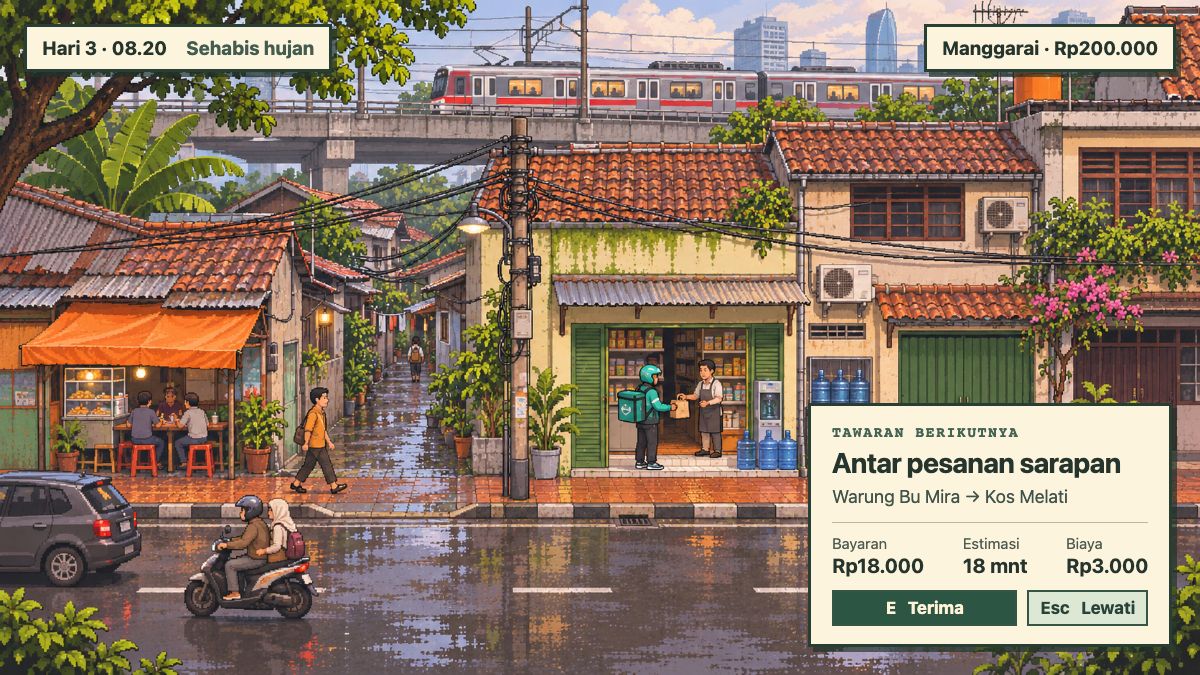 Hari 3 · 08.20 Sehabis hujan
Manggarai · Rp200.000
TAWARAN BERIKUTNYA
Antar pesanan sarapan
Warung Bu Mira → Kos Melati
Bayaran Estimasi Biaya
Rp18.000 18 mnt Rp3.000
E Terima Esc Lewati